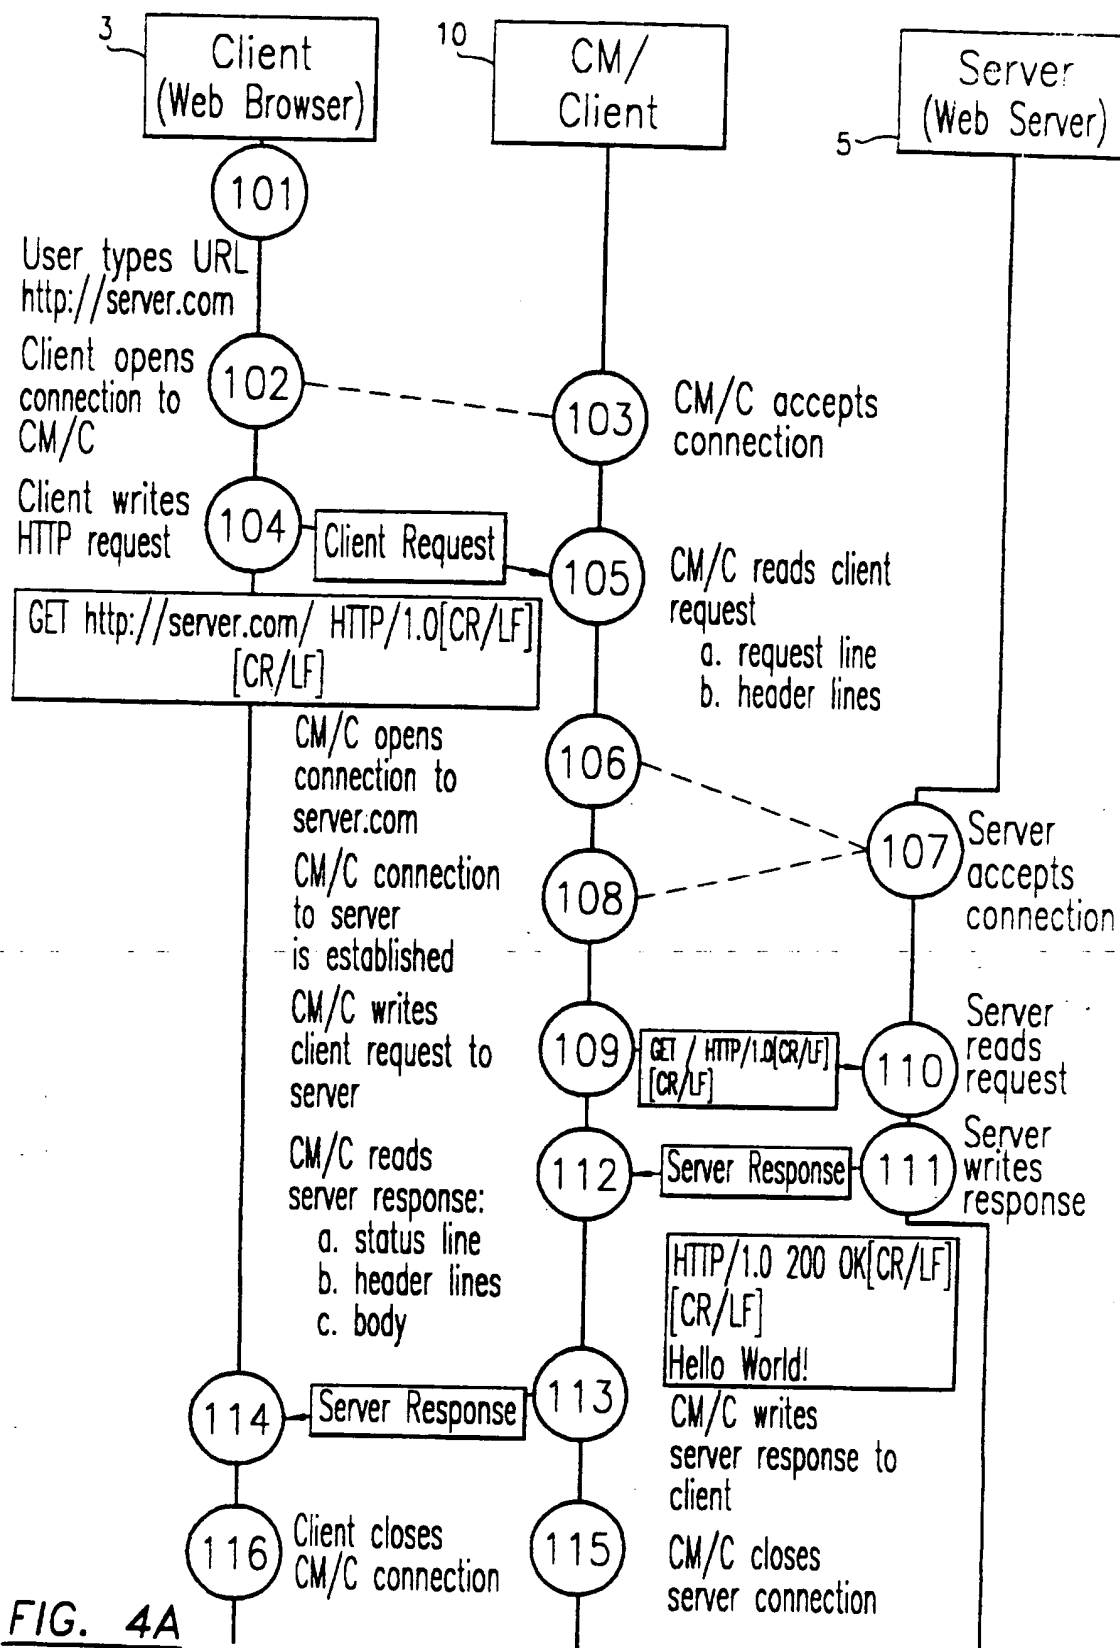 3
Client
(Web Browser)
10
CM/
Client
5
Server
(Web Server)
101
User types URL
http://server.com
Client opens
connection to
CM/C
102
103
CM/C accepts
connection
Client writes
HTTP request
104
Client Request
105
CM/C reads client
request
a. request line
b. header lines
GET http://server.com/ HTTP/1.0[CR/LF]
[CR/LF]
CM/C opens
connection to
server.com
106
107
Server
accepts
connection
CM/C connection
to server
is established
108
CM/C writes
client request to
server
109
GET / HTTP/1.0[CR/LF]
[CR/LF]
110
Server
reads
request
CM/C reads
server response:
a. status line
b. header lines
c. body
112
Server Response
111
Server
writes
response
HTTP/1.0 200 OK[CR/LF]
[CR/LF]
Hello World!
114
Server Response
113
CM/C writes
server response to
client
116
Client closes
CM/C connection
115
CM/C closes
server connection
FIG. 4A